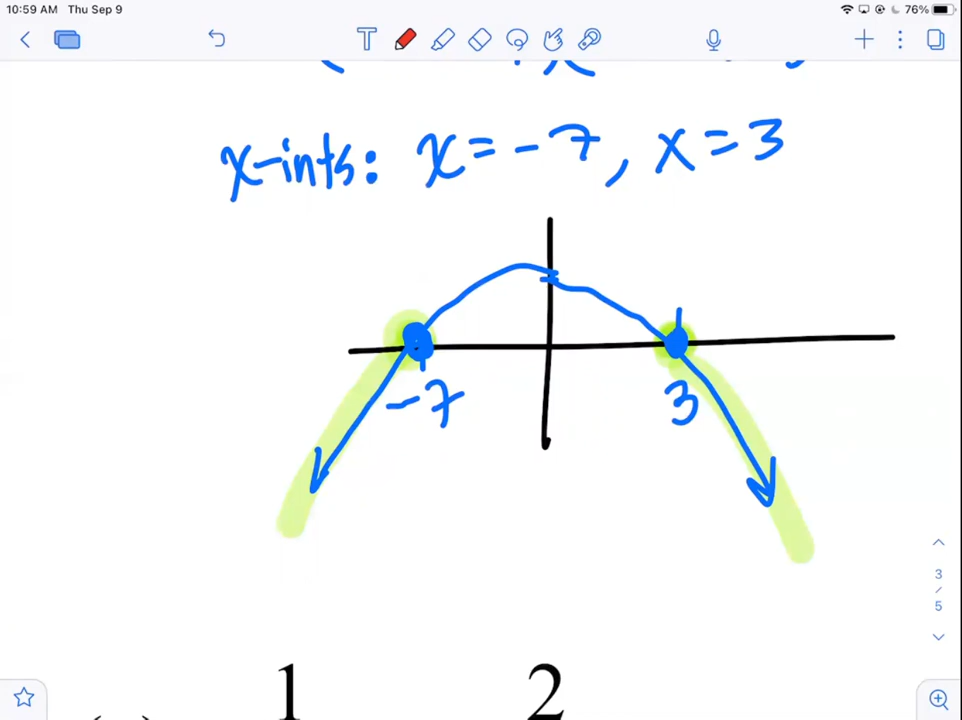 10:59 AM Thu Sep 9
76%
T
x-ints: x = -7, x = 3
-7
3
3
/
5
1
2